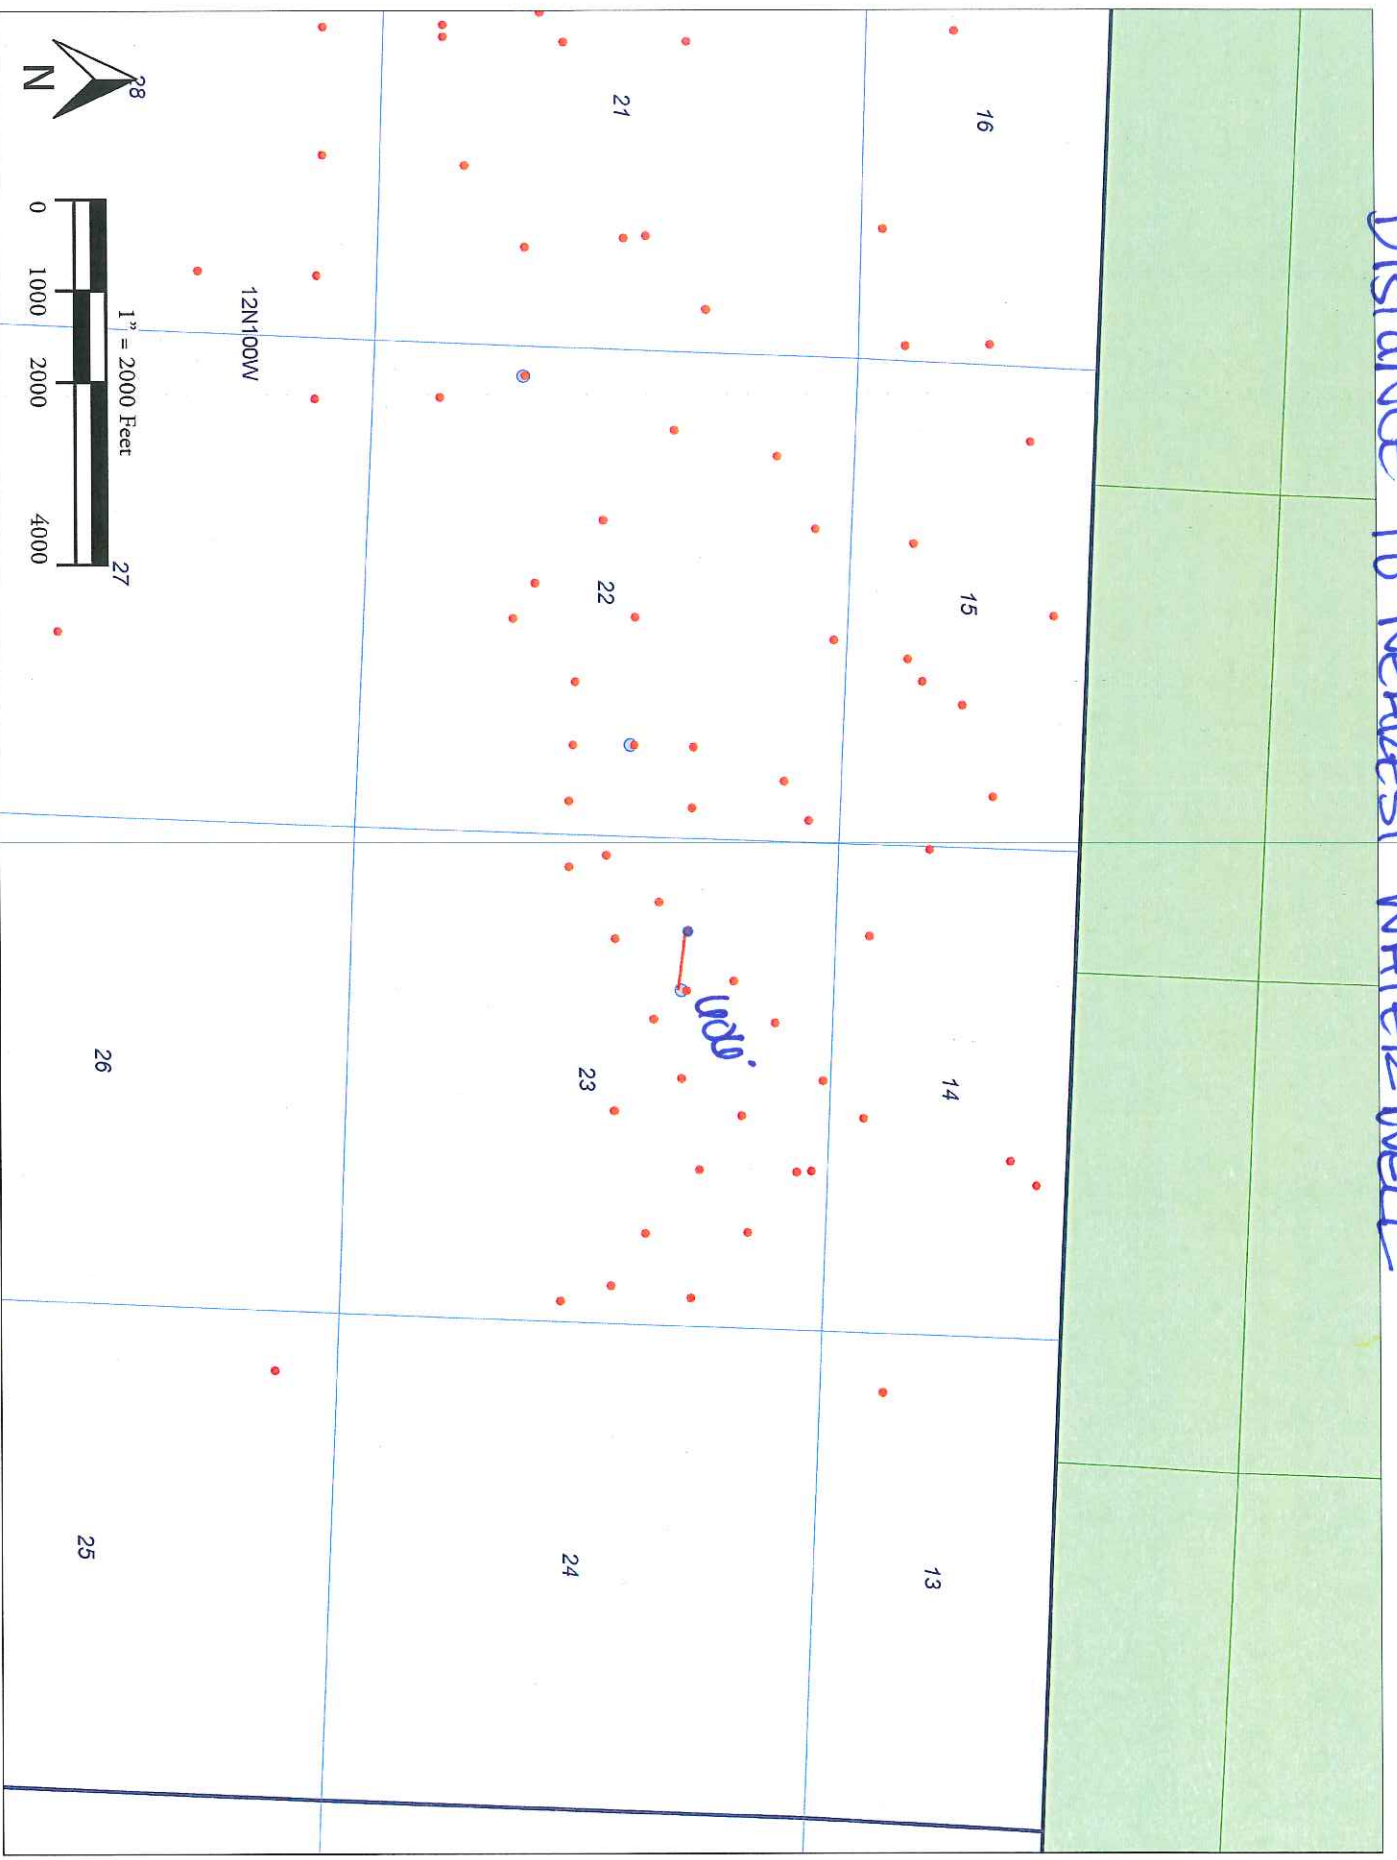 DISTANCE TO NEAREST WATER WELL
16 15 14 13
21 22 23 24
12N100W
28 27 26 25
1" = 2000 Feet
N 0 1000 2000 4000